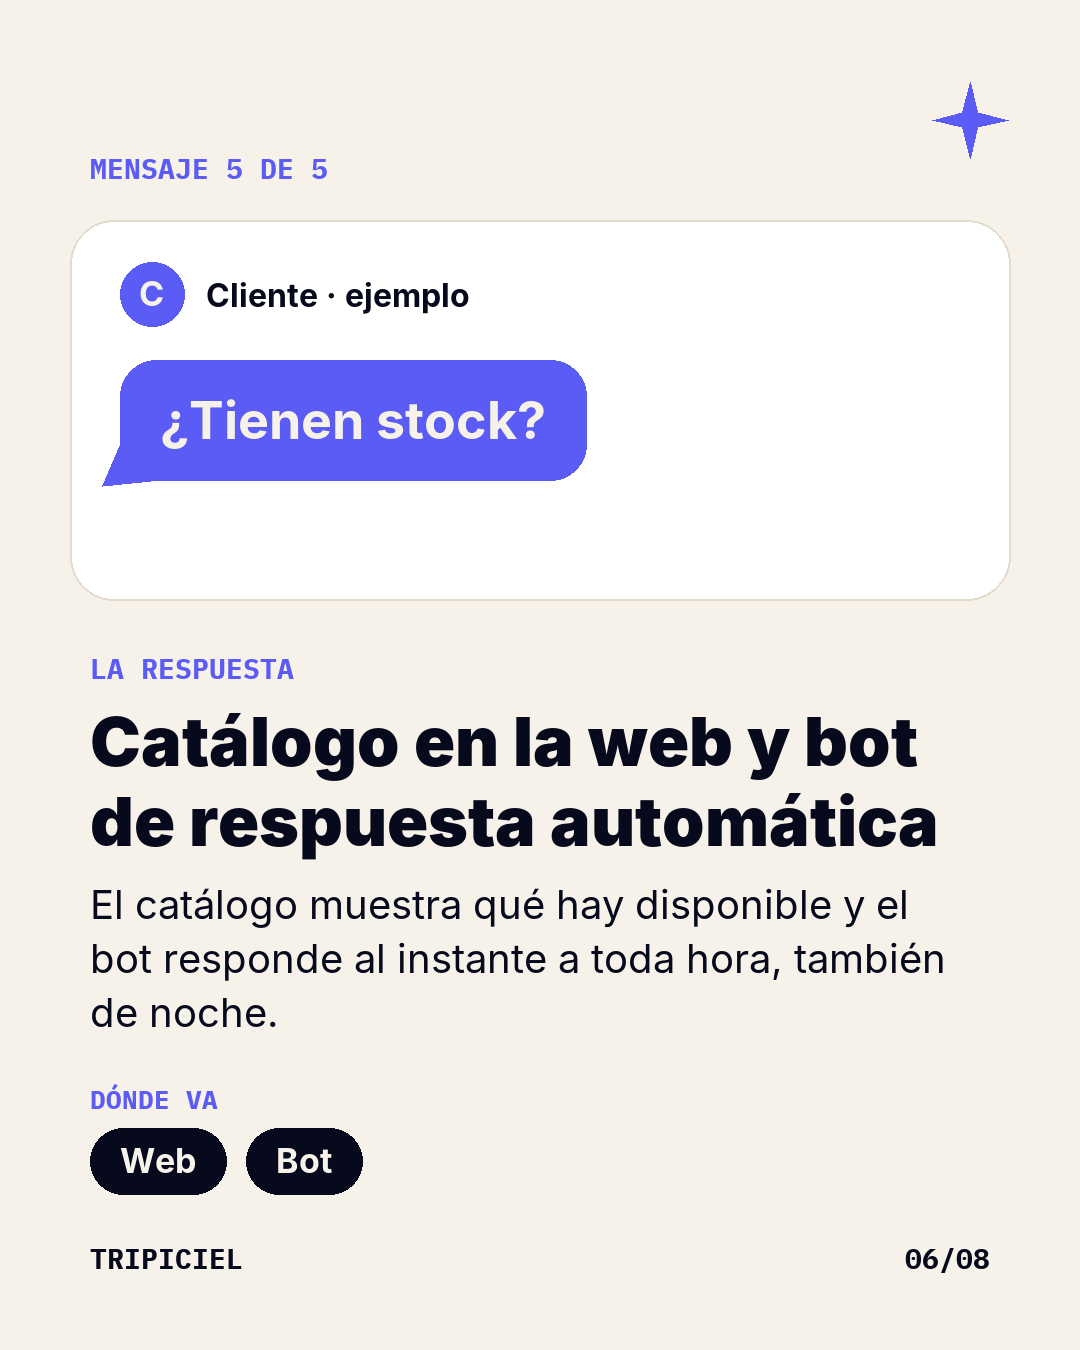 MENSAJE 5 DE 5
C
Cliente · ejemplo
¿Tienen stock?
LA RESPUESTA
Catálogo en la web y bot
de respuesta automática
El catálogo muestra qué hay disponible y el
bot responde al instante a toda hora, también
de noche.
DÓNDE VA
Web Bot
TRIPICIEL 06/08